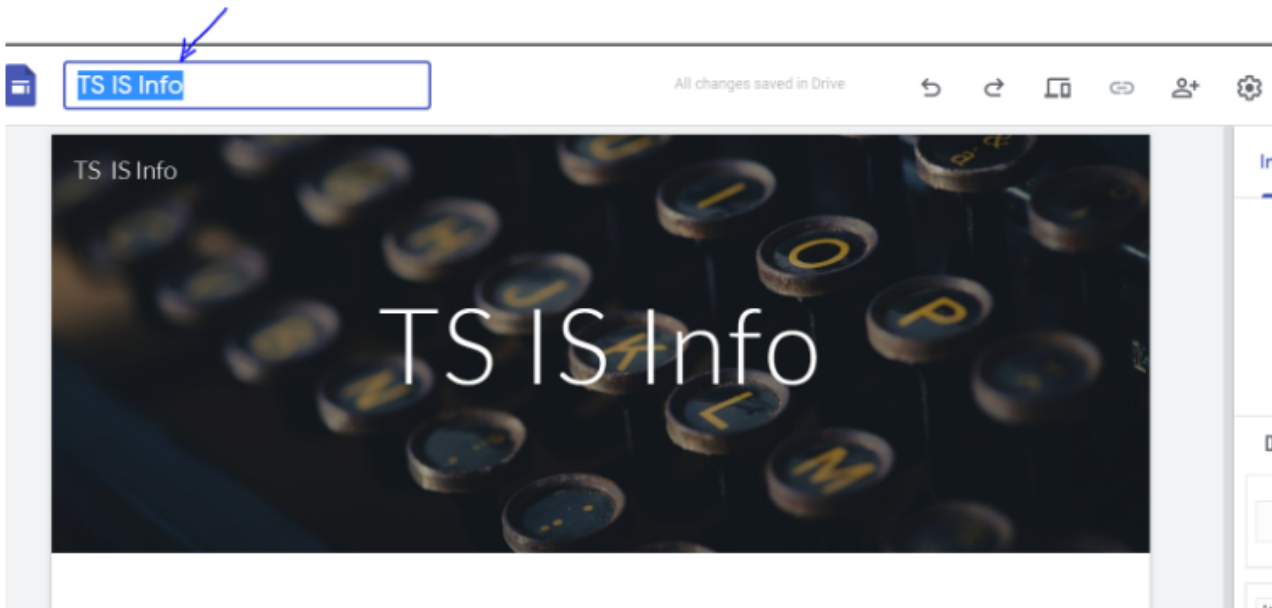 TS IS Info
All changes saved in Drive
TS IS Info
TS IS Info
U
I
O
P
H
J
K
L
N
M
&